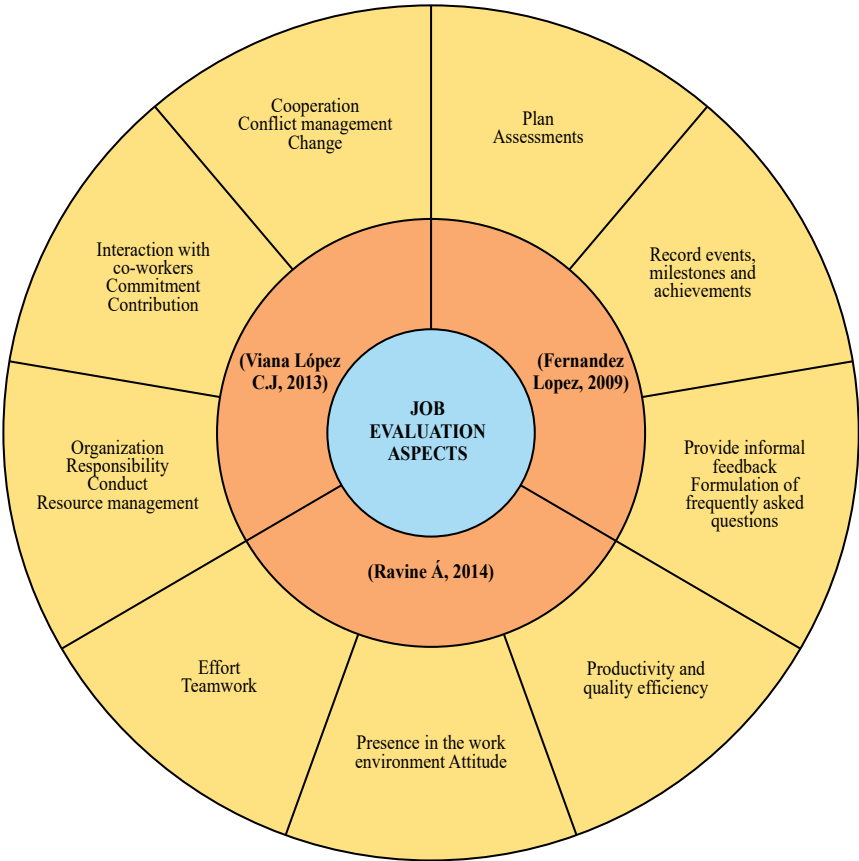 Cooperation
Conflict management
Change
Plan
Assessments
Interaction with
co-workers
Commitment
Contribution
Record events,
milestones and
achievements
(Viana López
C.J, 2013)
(Fernandez
Lopez, 2009)
JOB
EVALUATION
ASPECTS
Organization
Responsibility
Conduct
Resource management
Provide informal
feedback
Formulation of
frequently asked
questions
(Ravine Á, 2014)
Effort
Teamwork
Productivity and
quality efficiency
Presence in the work
environment Attitude